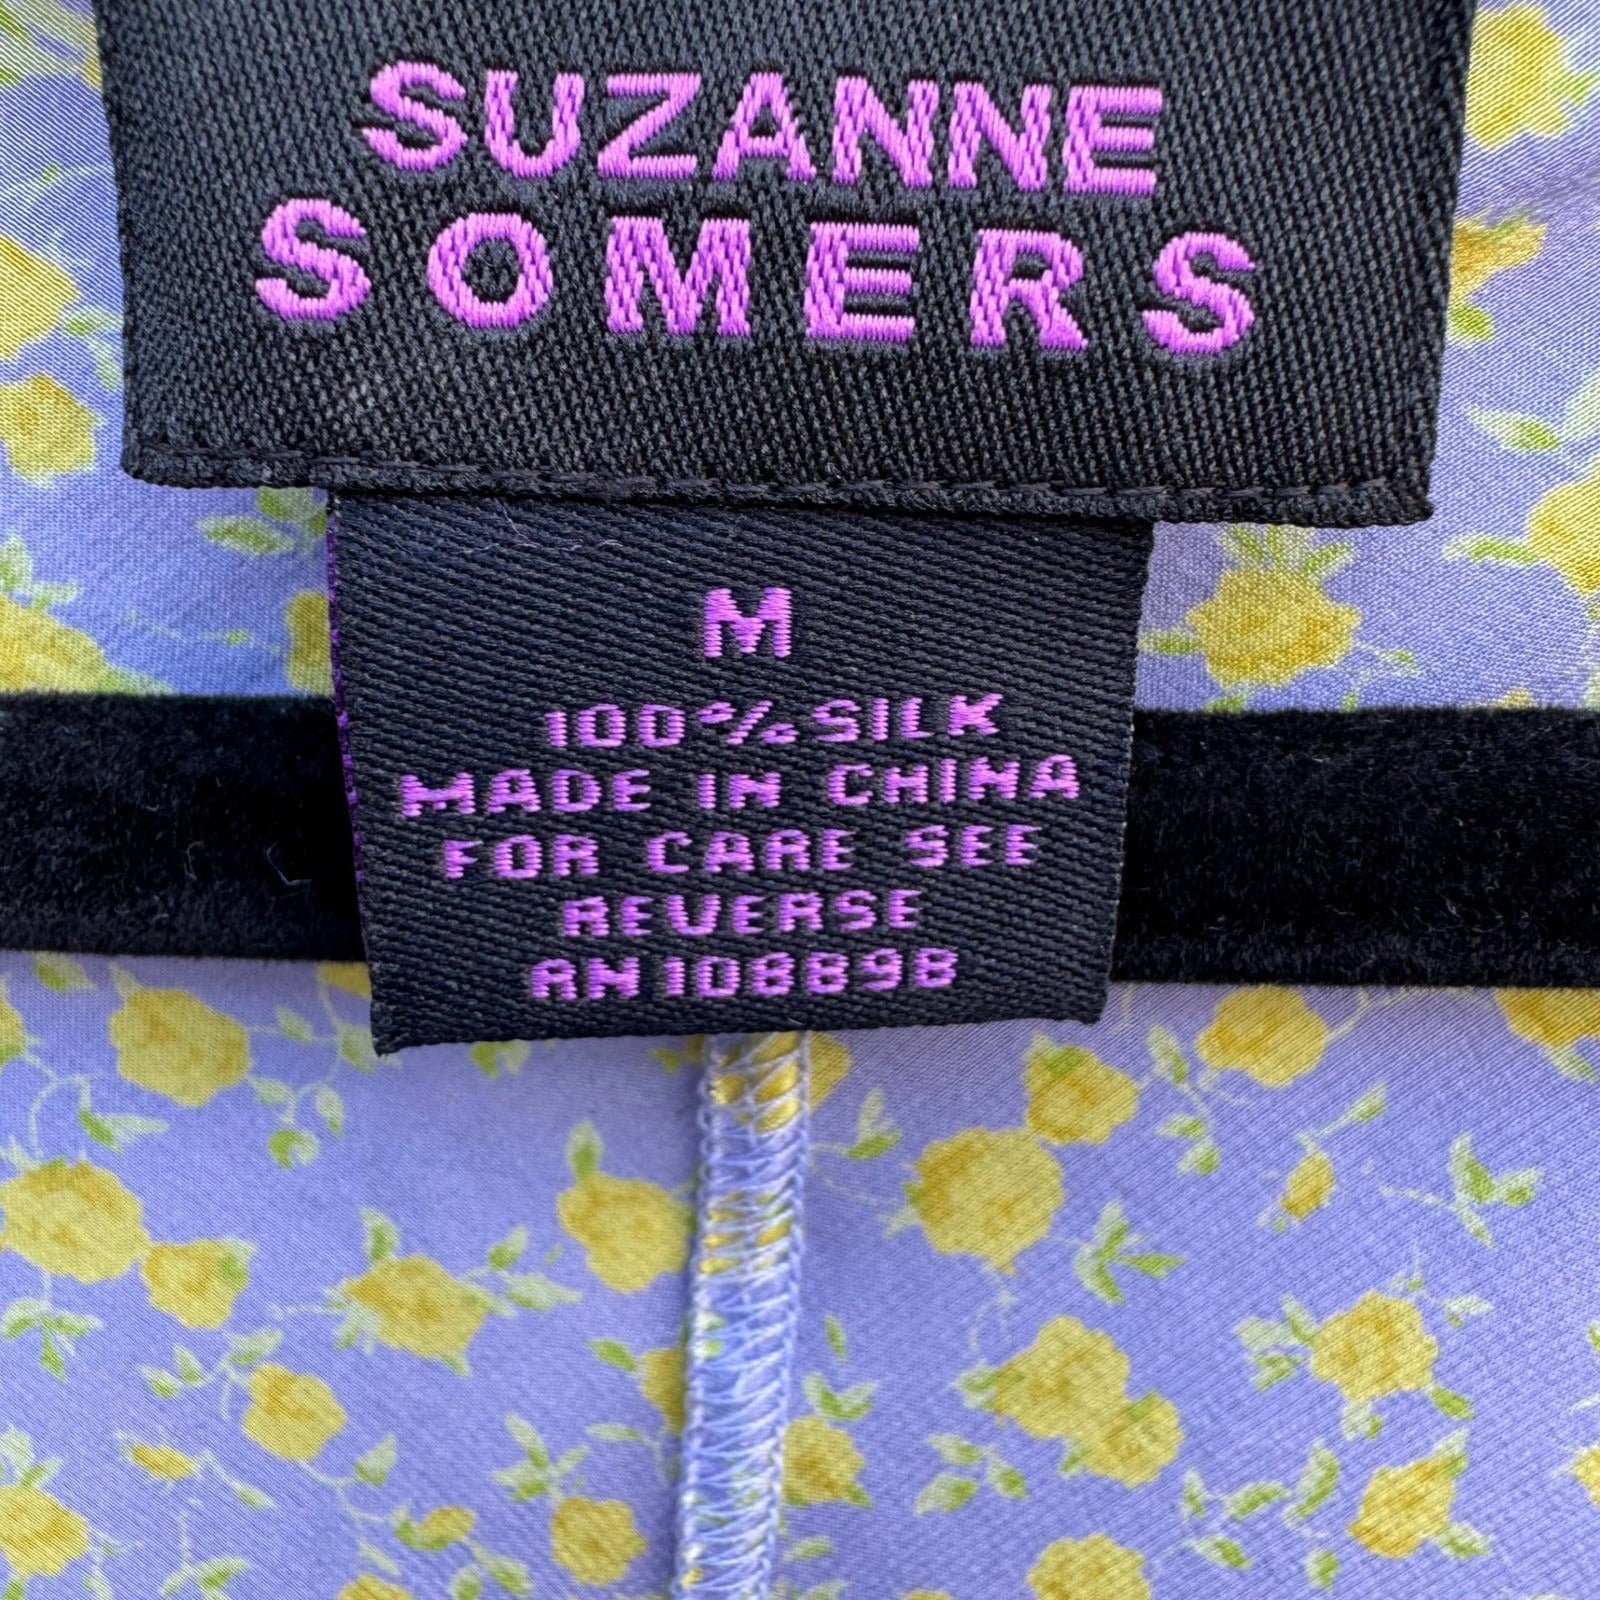 SUZANNE
SOMERS
M
100% SILK
MADE IN CHINA
FOR CARE SEE
REVERSE
RN108898